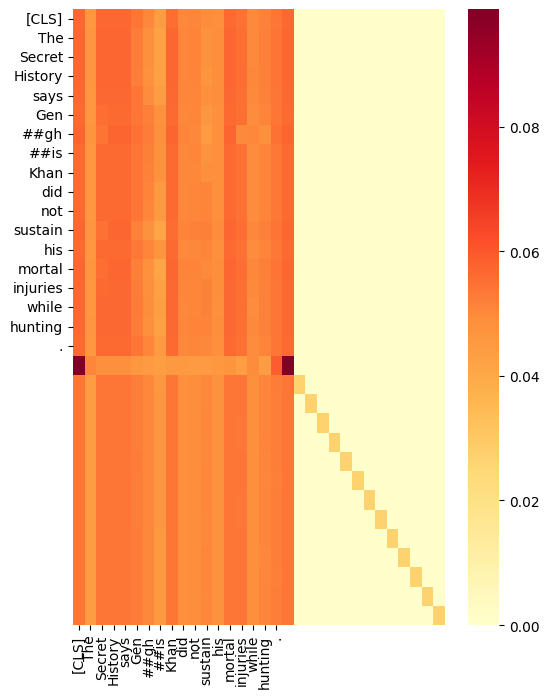 [CLS]
The
Secret
History
says
Gen
##gh
##is
Khan
did
not
sustain
his
mortal
injuries
while
hunting
.
0.08
0.06
0.04
0.02
0.00
[CLS]
The
Secret
History
says
Gen
##gh
##is
Khan
did
not
sustain
his
mortal
injuries
while
hunting
.